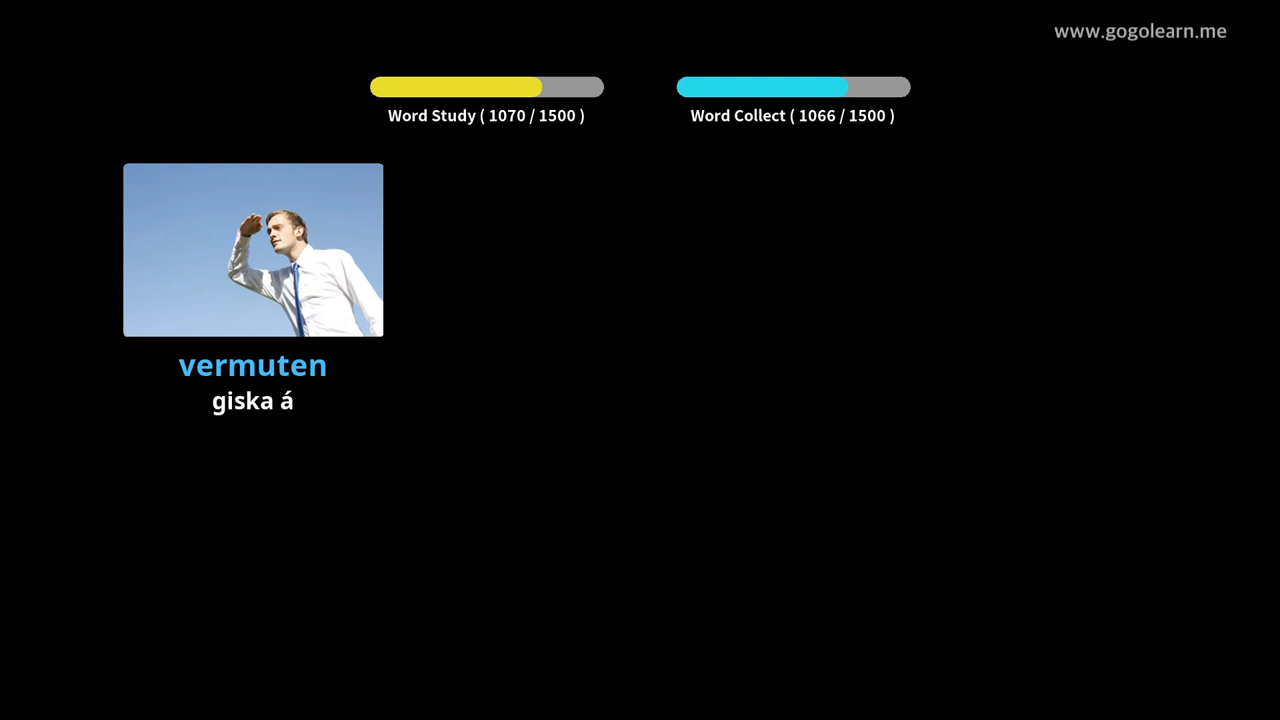 www.gogolearn.me
Word Study ( 1070 / 1500 )
Word Collect ( 1066 / 1500 )
vermuten
giska á